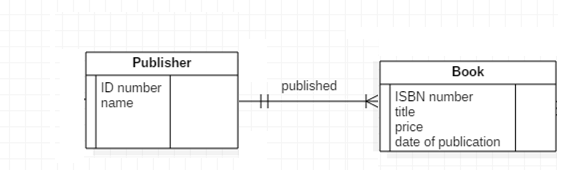 Publisher
ID number
name
published
Book
ISBN number
title
price
date of publication